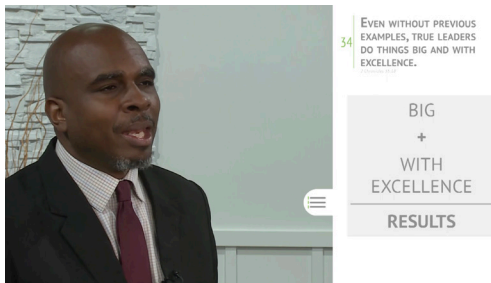 34
EVEN WITHOUT PREVIOUS
EXAMPLES, TRUE LEADERS
DO THINGS BIG AND WITH
EXCELLENCE.
BIG
+
WITH
EXCELLENCE
RESULTS